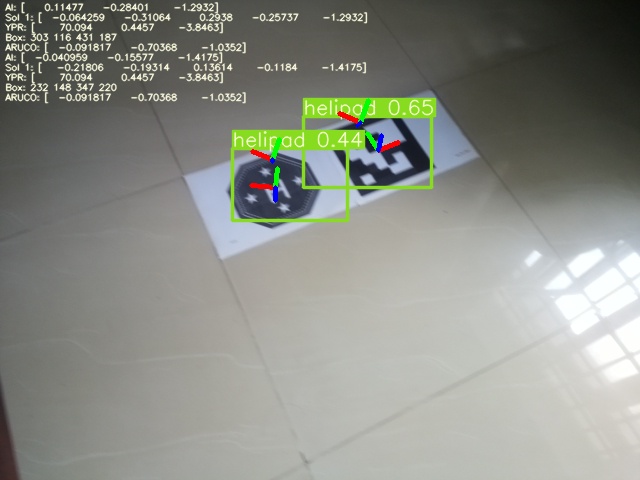 AI: [ 0.11477 -0.28401 -1.2932]
Sol 1: [ -0.064259 -0.31064 0.2938 -0.25737 -1.2932]
YPR: [ 70.094 0.4457 -3.8463]
Box: 303 116 431 187
ARUCO: [ -0.091817 -0.70368 -1.0352]
AI: [ -0.040959 -0.15577 -1.4175]
Sol 1: [ -0.21806 -0.19314 0.13614 -0.1184 -1.4175]
YPR: [ 70.094 0.4457 -3.8463]
Box: 232 148 347 220
ARUCO: [ -0.091817 -0.70368 -1.0352]
helipad 0.65
helipad 0.44